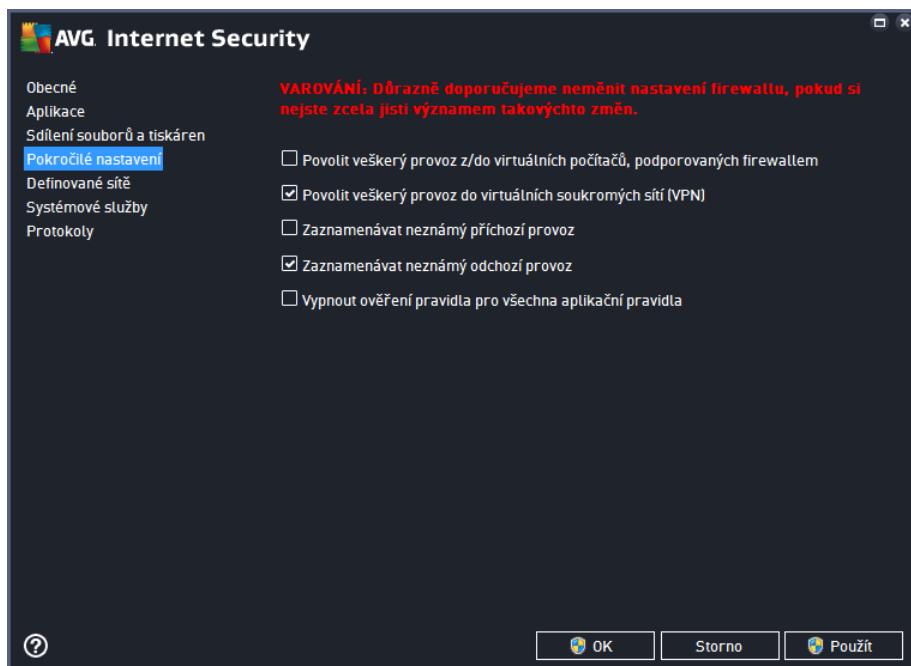 AVG. Internet Security
Obecné
Aplikace
Sdílení souborů a tiskáren
Pokročilé nastavení
Definované sítě
Systémové služby
Protokoly
VAROVÁNÍ: Důrazně doporučujeme neměnit nastavení firewallu, pokud si
nejste zcela jisti významem takovýchto změn.
Povolit veškerý provoz z/do virtuálních počítačů, podporovaných firewallem
Povolit veškerý provoz do virtuálních soukromých sítí (VPN)
Zaznamenávat neznámý příchozí provoz
Zaznamenávat neznámý odchozí provoz
Vypnout ověření pravidla pro všechna aplikační pravidla
OK
Storno
Použít